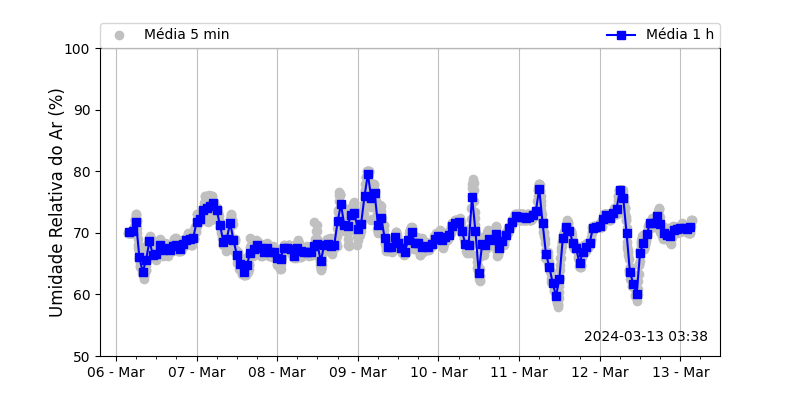 Média 5 min
Média 1 h
Umidade Relativa do Ar (%)
100
90
80
70
60
50
2024-03-13 03:38
06 - Mar
07 - Mar
08 - Mar
09 - Mar
10 - Mar
11 - Mar
12 - Mar
13 - Mar